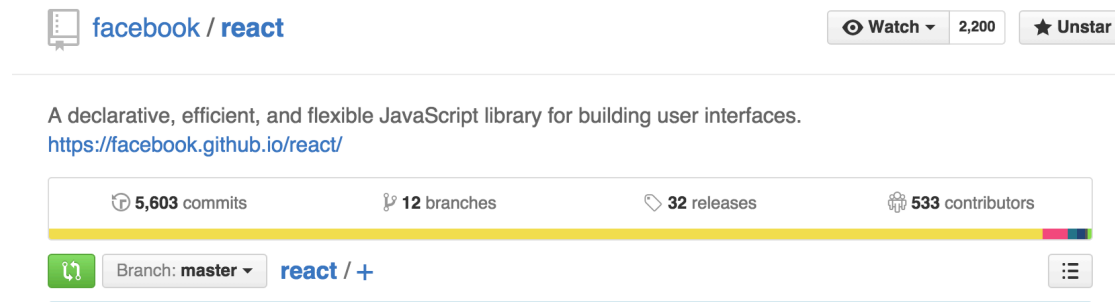 facebook / react
Watch 2,200 Unstar
A declarative, efficient, and flexible JavaScript library for building user interfaces.
https://facebook.github.io/react/
5,603 commits 12 branches 32 releases 533 contributors
Branch: master react / +